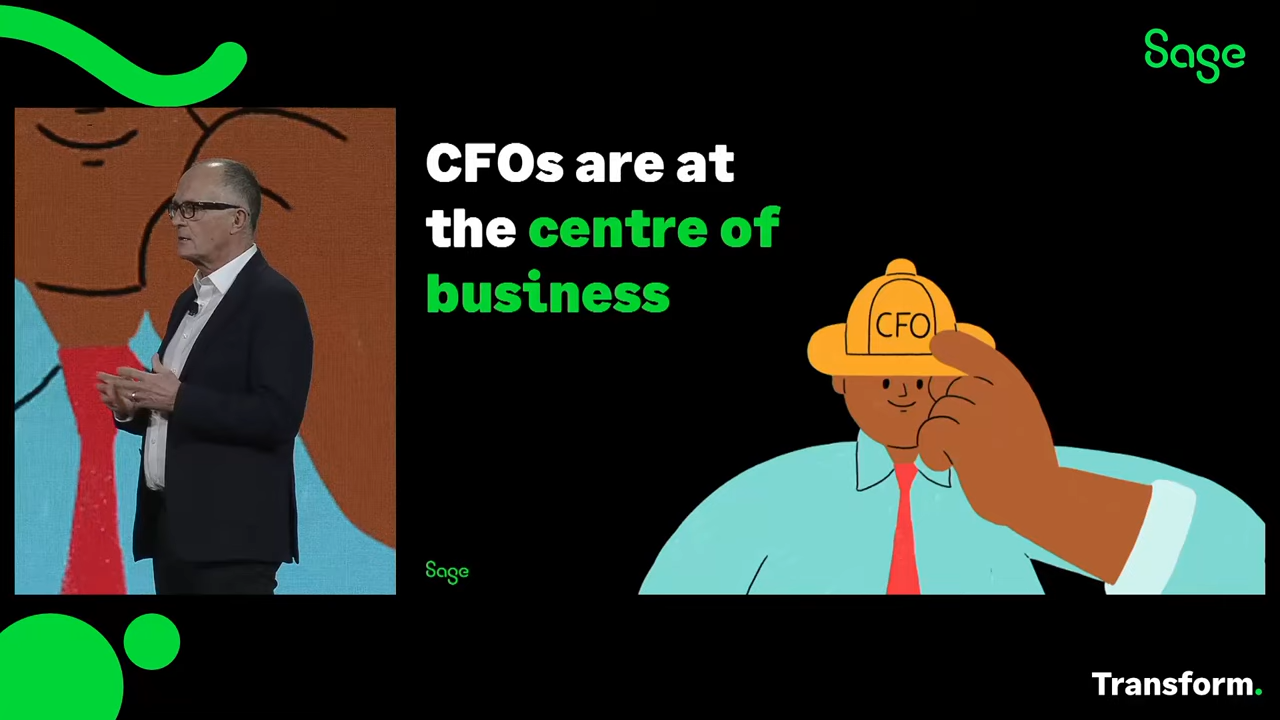 Sage
CFOs are at
the centre of
business
CFO
Sage
Transform.